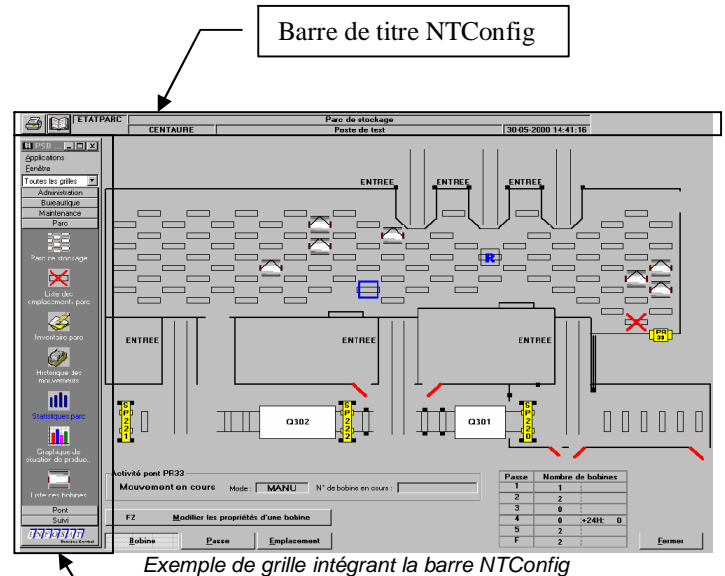 Barre de titre NTConfig
ETATPARC
Parc de stockage
CENTAURE
Poste de test
30-05-2000 14:41:16
PSB ...
Applications
Fenêtre
Toutes les grilles
Administration
Bureautique
Maintenance
Parc
Parc de stockage
Liste des
emplacements parc
Inventaire parc
Historique des
mouvements
Statistiques parc
Graphique de
situation de produc..
Liste des bobines
Pont
Suivi
INFOSAT
ENTREE
ENTREE
ENTREE
R
PR
33
ENTREE
ENTREE
SP221
Q302
SP222
Q301
SP220
Activité pont PR33
Mouvement en cours Mode : MANU N° de bobine en cours :
F2 Modifier les propriétés d'une bobine
Bobine Passe Emplacement
Passe Nombre de bobines
1 1
2 2
3 0
4 0 +24H: 0
5 2
F 2
Fermer
Exemple de grille intégrant la barre NTConfig